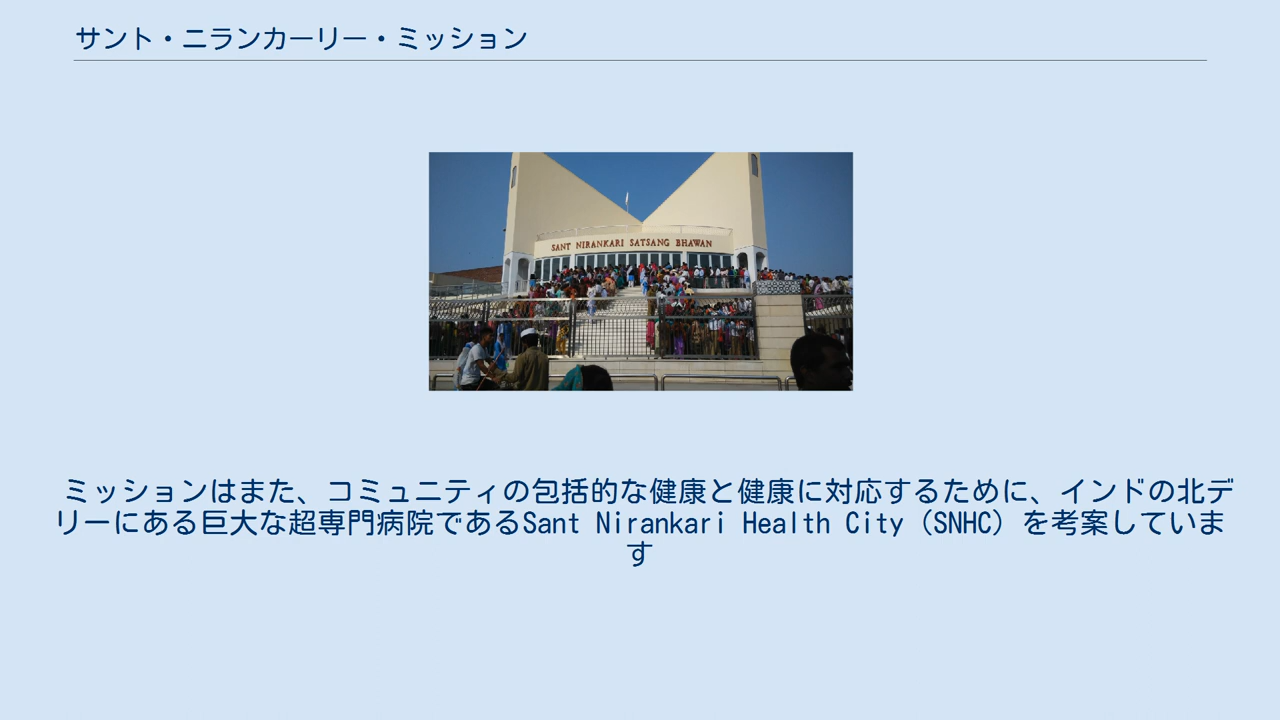 サント・ニランカーリー・ミッション
SANT NIRANKARI SATSANG BHAWAN
ミッションはまた、コミュニティの包括的な健康と健康に対応するために、インドの北デ
リーにある巨大な超専門病院であるSant Nirankari Health City（SNHC）を考案していま
す